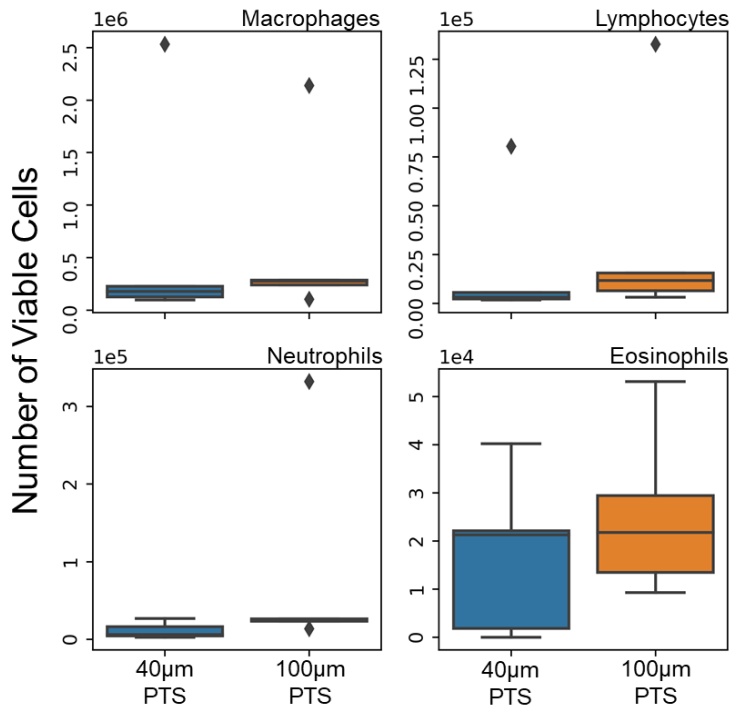 Number of Viable Cells
1e6 Macrophages
2.5
2.0
1.5
1.0
0.5
0.0
1e5 Lymphocytes
1.25
1.00
0.75
0.50
0.25
0.00
1e5 Neutrophils
3
2
1
0
1e4 Eosinophils
5
4
3
2
1
0
40µm 100µm
PTS PTS
40µm 100µm
PTS PTS